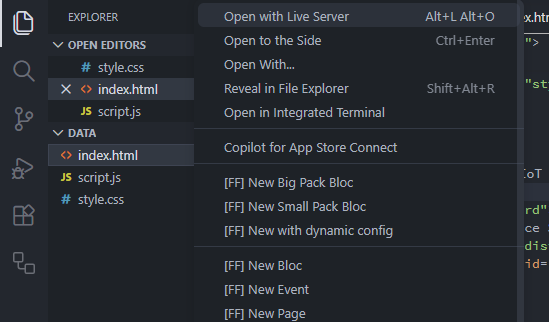 EXPLORER
OPEN EDITORS
# style.css
<> index.html
JS script.js
DATA
<> index.html
JS script.js
# style.css
Open with Live Server Alt+L Alt+O
Open to the Side Ctrl+Enter
Open With...
Reveal in File Explorer Shift+Alt+R
Open in Integrated Terminal
Copilot for App Store Connect
[FF] New Big Pack Bloc
[FF] New Small Pack Bloc
[FF] New with dynamic config
[FF] New Bloc
[FF] New Event
[FF] New Page
ex.htm
">
"sty
IoT
rd"
ce
dis
id=